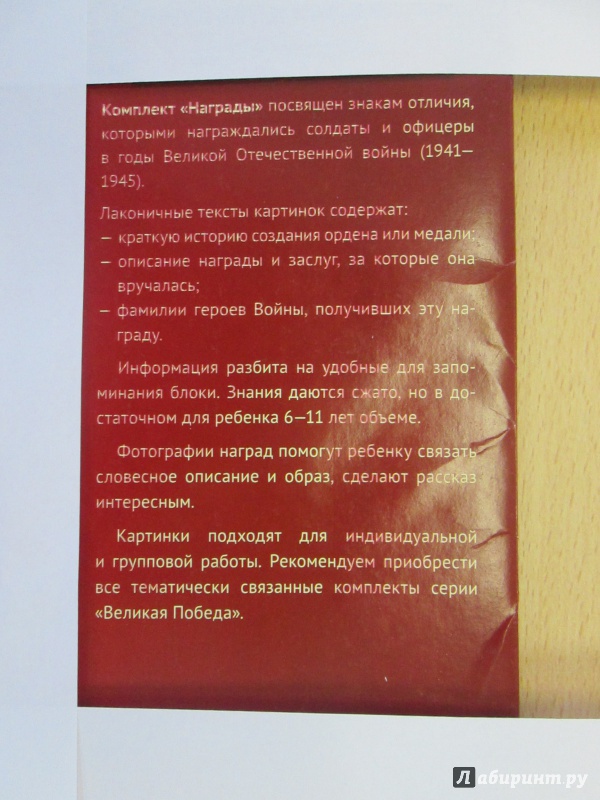 Комплект «Награды» посвящен знакам отличия,
которыми награждались солдаты и офицеры
в годы Великой Отечественной войны (1941—
1945).
Лаконичные тексты картинок содержат:
— краткую историю создания ордена или медали;
— описание награды и заслуг, за которые она
вручалась;
— фамилии героев Войны, получивших эту на-
граду.
Информация разбита на удобные для запо-
минания блоки. Знания даются сжато, но в до-
статочном для ребенка 6—11 лет объеме.
Фотографии наград помогут ребенку связать
словесное описание и образ, сделают рассказ
интересным.
Картинки подходят для индивидуальной
и групповой работы. Рекомендуем приобрести
все тематически связанные комплекты серии
«Великая Победа».
Лабиринт.ру